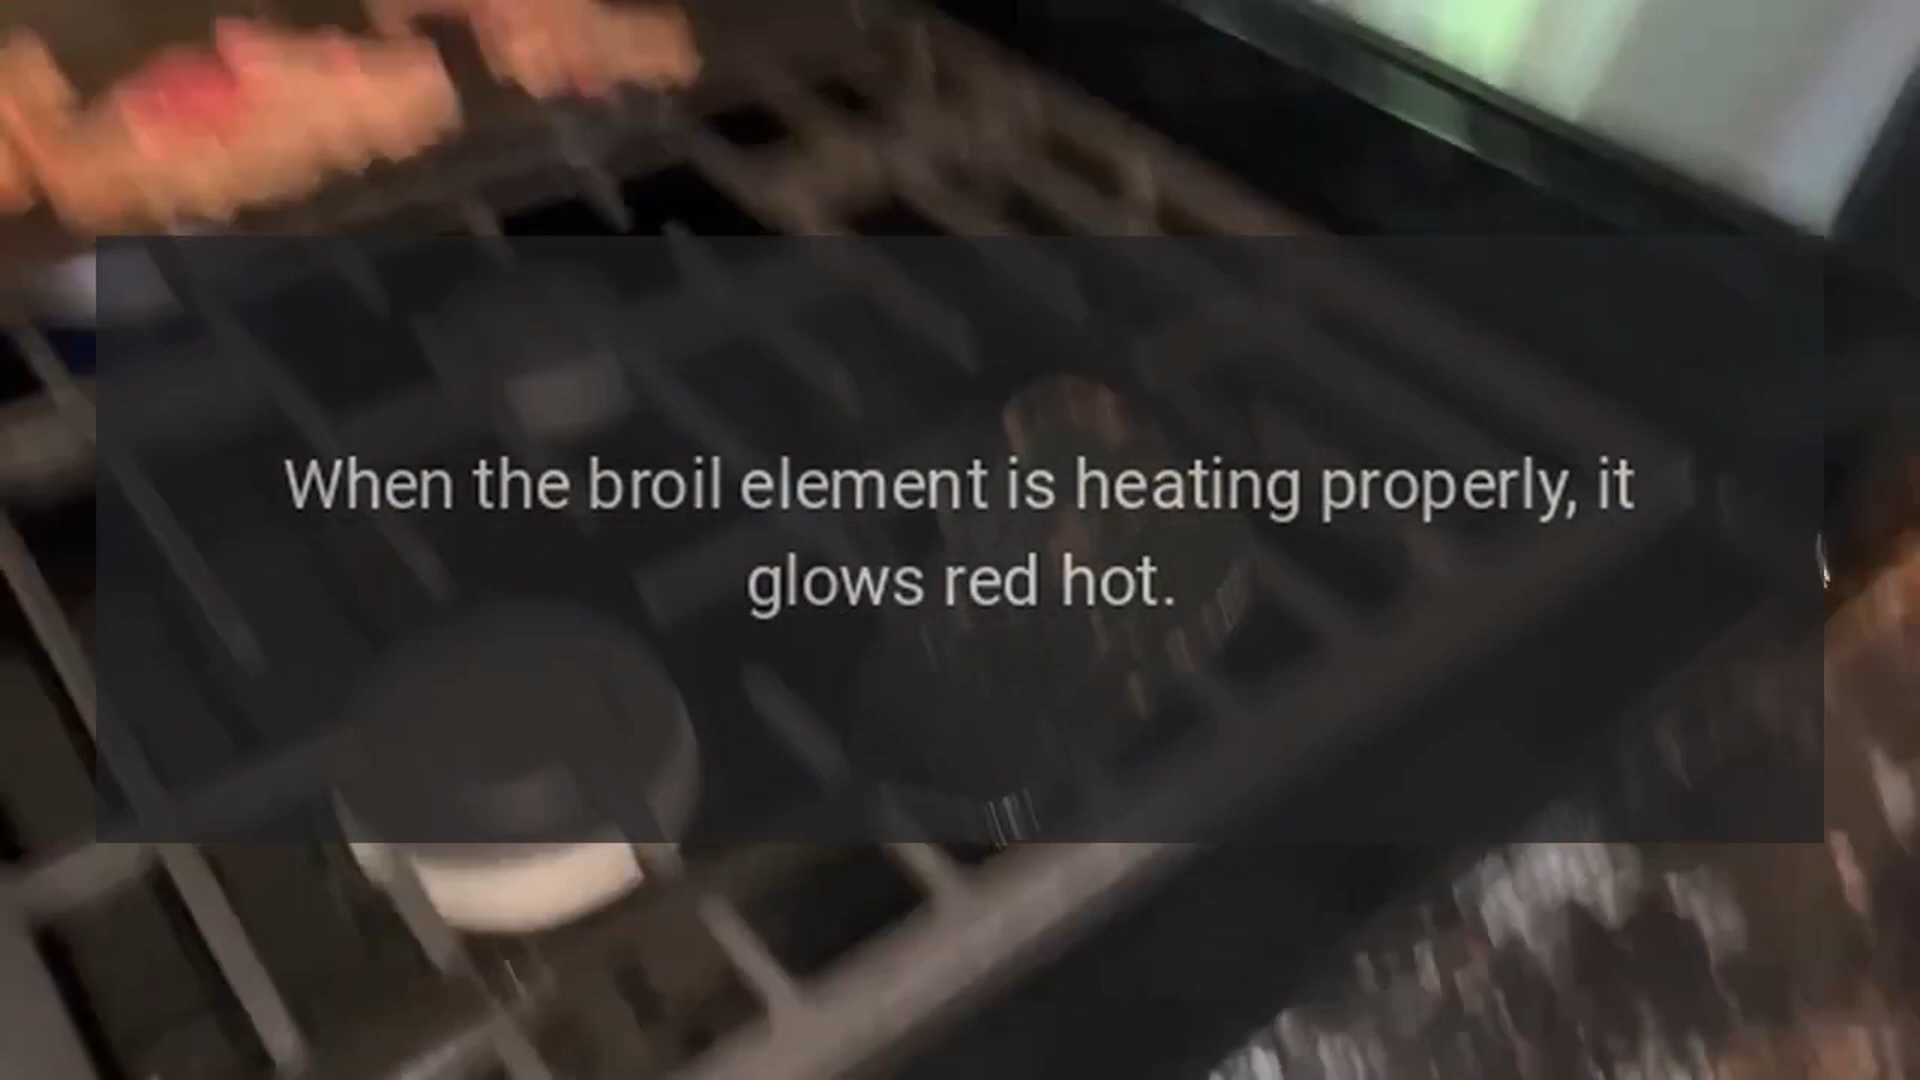 When the broil element is heating properly, it
glows red hot.